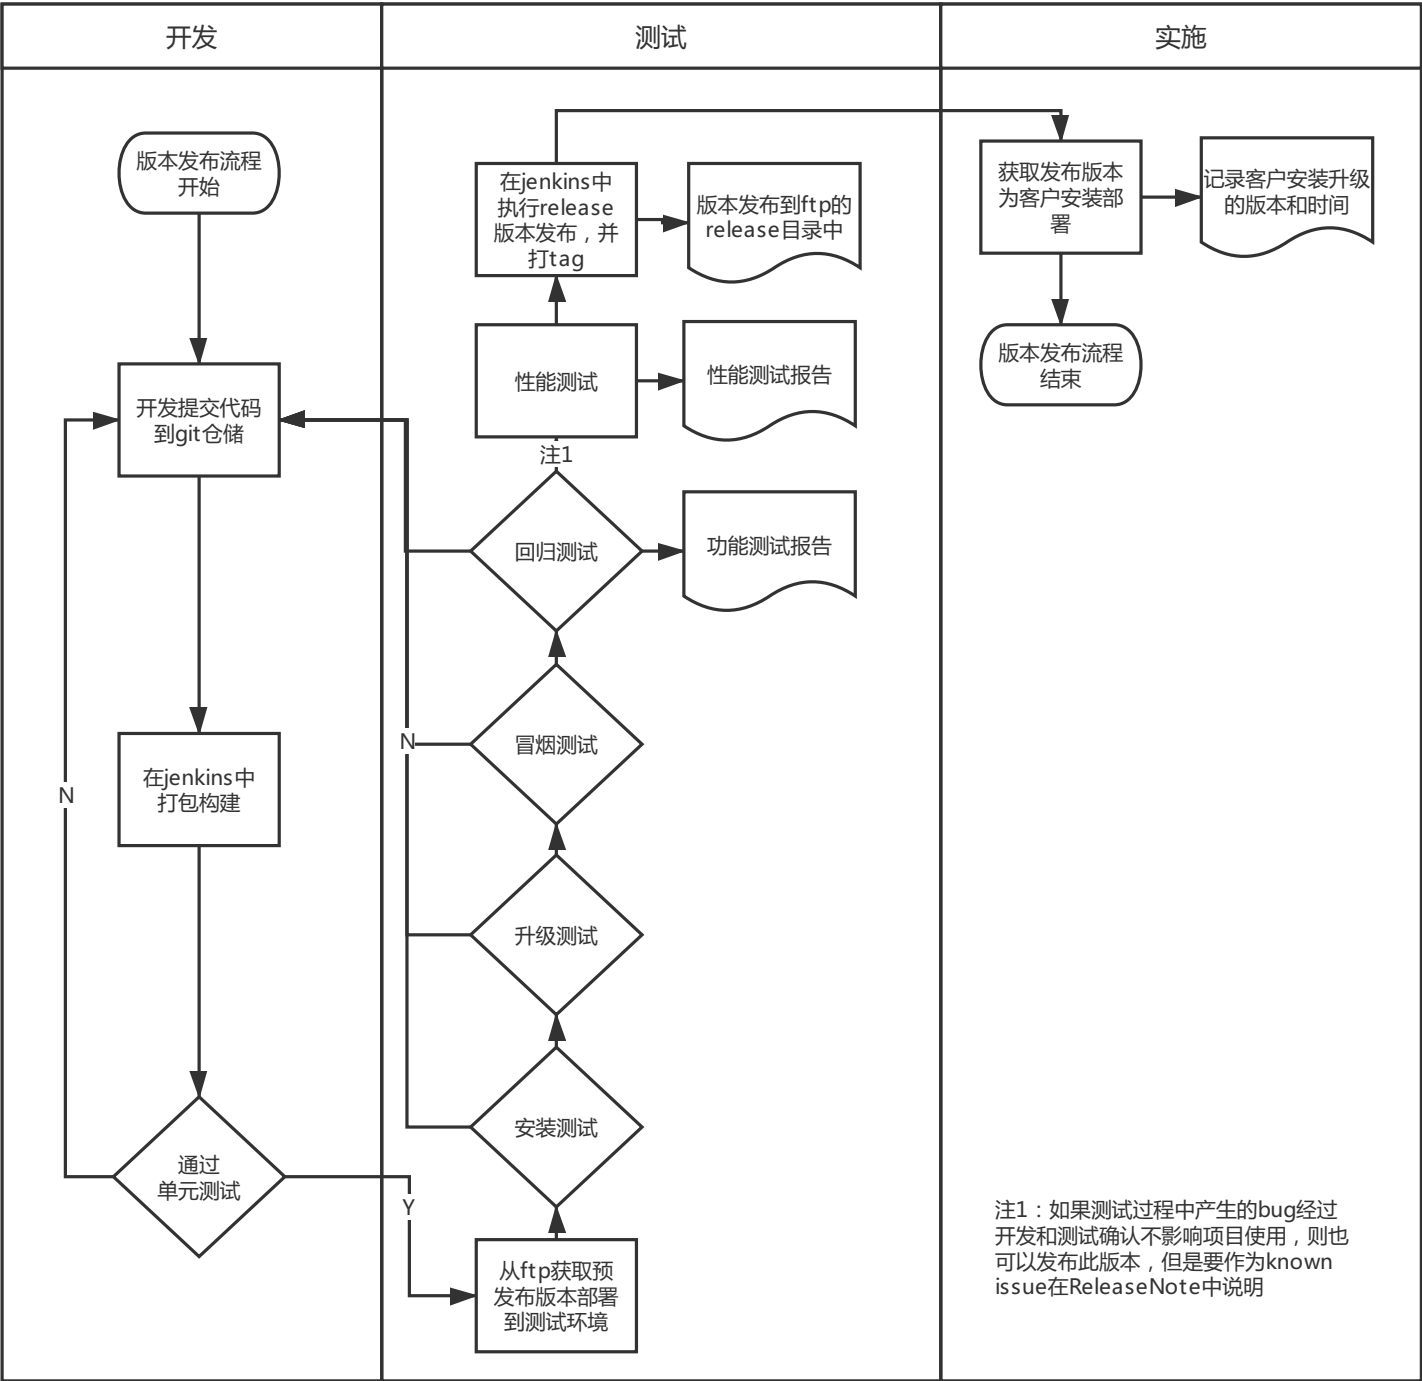 开发
测试
实施
版本发布流程
开始
开发提交代码
到git仓储
N
在jenkins中
打包构建
通过
单元测试
Y
在jenkins中
执行release
版本发布，并
打tag
版本发布到ftp的
release目录中
性能测试
性能测试报告
注1
回归测试
功能测试报告
N
冒烟测试
升级测试
安装测试
从ftp获取预
发布版本部署
到测试环境
获取发布版本
为客户安装部
署
记录客户安装升级
的版本和时间
版本发布流程
结束
注1：如果测试过程中产生的bug经过
开发和测试确认不影响项目使用，则也
可以发布此版本，但是要作为known
issue在ReleaseNote中说明